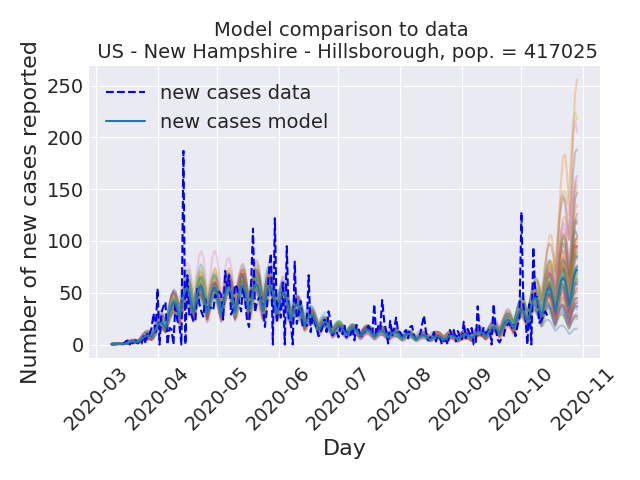 Model comparison to data
US - New Hampshire - Hillsborough, pop. = 417025
Number of new cases reported
250
200
150
100
50
0
new cases data
new cases model
2020-03
2020-04
2020-05
2020-06
2020-07
2020-08
2020-09
2020-10
2020-11
Day